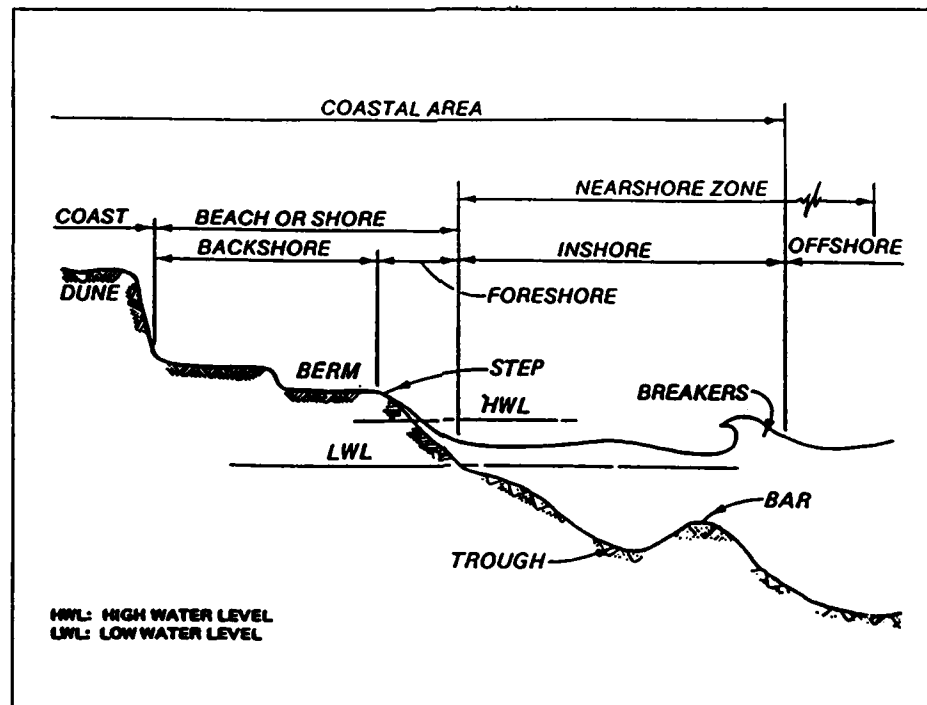 COASTAL AREA
NEARSHORE ZONE
COAST
BEACH OR SHORE
BACKSHORE
INSHORE
OFFSHORE
FORESHORE
DUNE
BERM
STEP
HWL
BREAKERS
LWL
BAR
TROUGH
HWL: HIGH WATER LEVEL
LWL: LOW WATER LEVEL